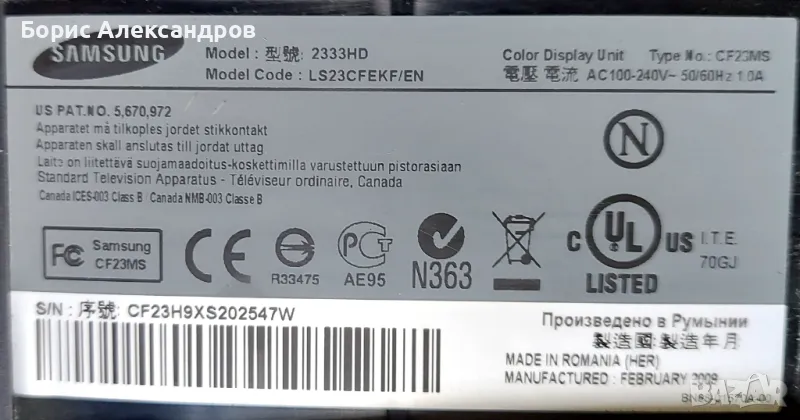 Борис Александров
SAMSUNG
Model : 型號: 2333HD
Model Code : LS23CFEKF/EN
Color Display Unit Type No.: CF23MS
電壓 電流 AC100-240V~ 50/60Hz 1.0A
US PAT.NO. 5,670,972
Apparatet må tilkoples jordet stikkontakt
Apparaten skall anslutas till jordat uttag
Laite on liitettävä suojamaadoitus-koskettimilla varustettuun pistorasiaan
Standard Television Apparatus - Téléviseur ordinaire, Canada
Canada ICES-003 Class B / Canada NMB-003 Classe B
N
FC Samsung
CF23MS
CE
R33475
РСТ
AE95
N363
C UL US
LISTED
I.T.E.
70GJ
S/N : 序號: CF23H9XS202547W
Произведено в Румынии
製造國:製造年月
MADE IN ROMANIA (HER)
MANUFACTURED : FEBRUARY 2009
BAZAR